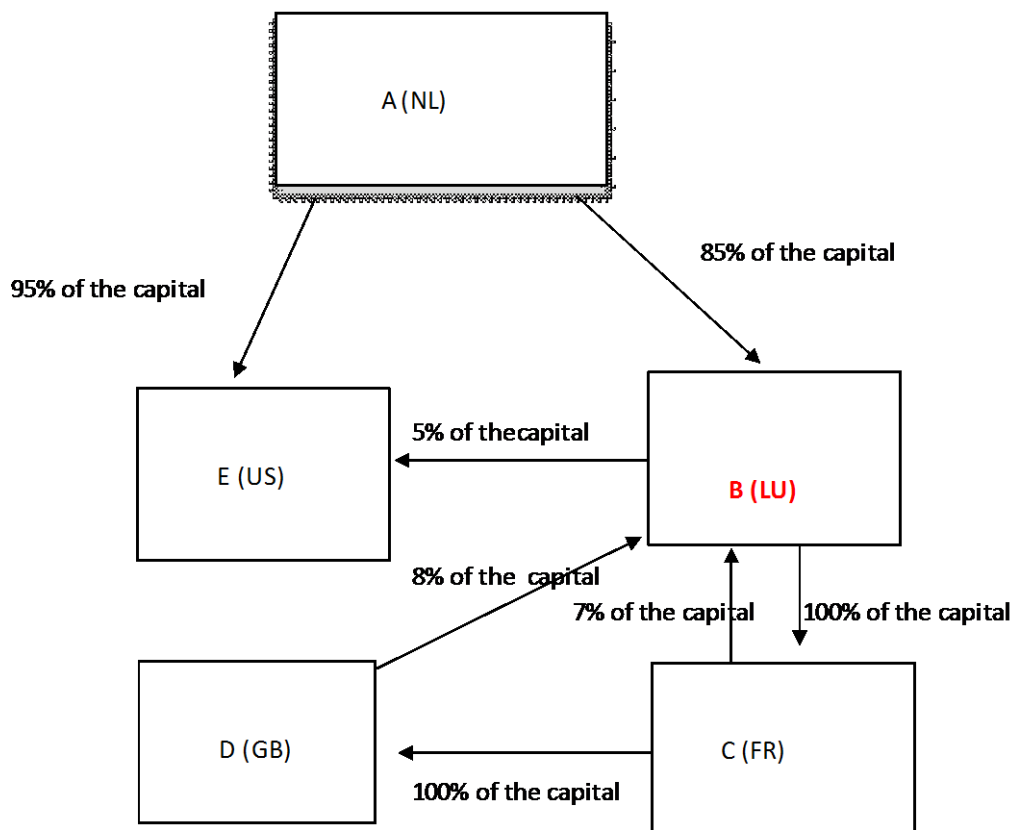 A (NL)
85% of the capital
95% of the capital
5% of thecapital
E (US)
B (LU)
8% of the capital
7% of the capital
100% of the capital
D (GB)
C (FR)
100% of the capital